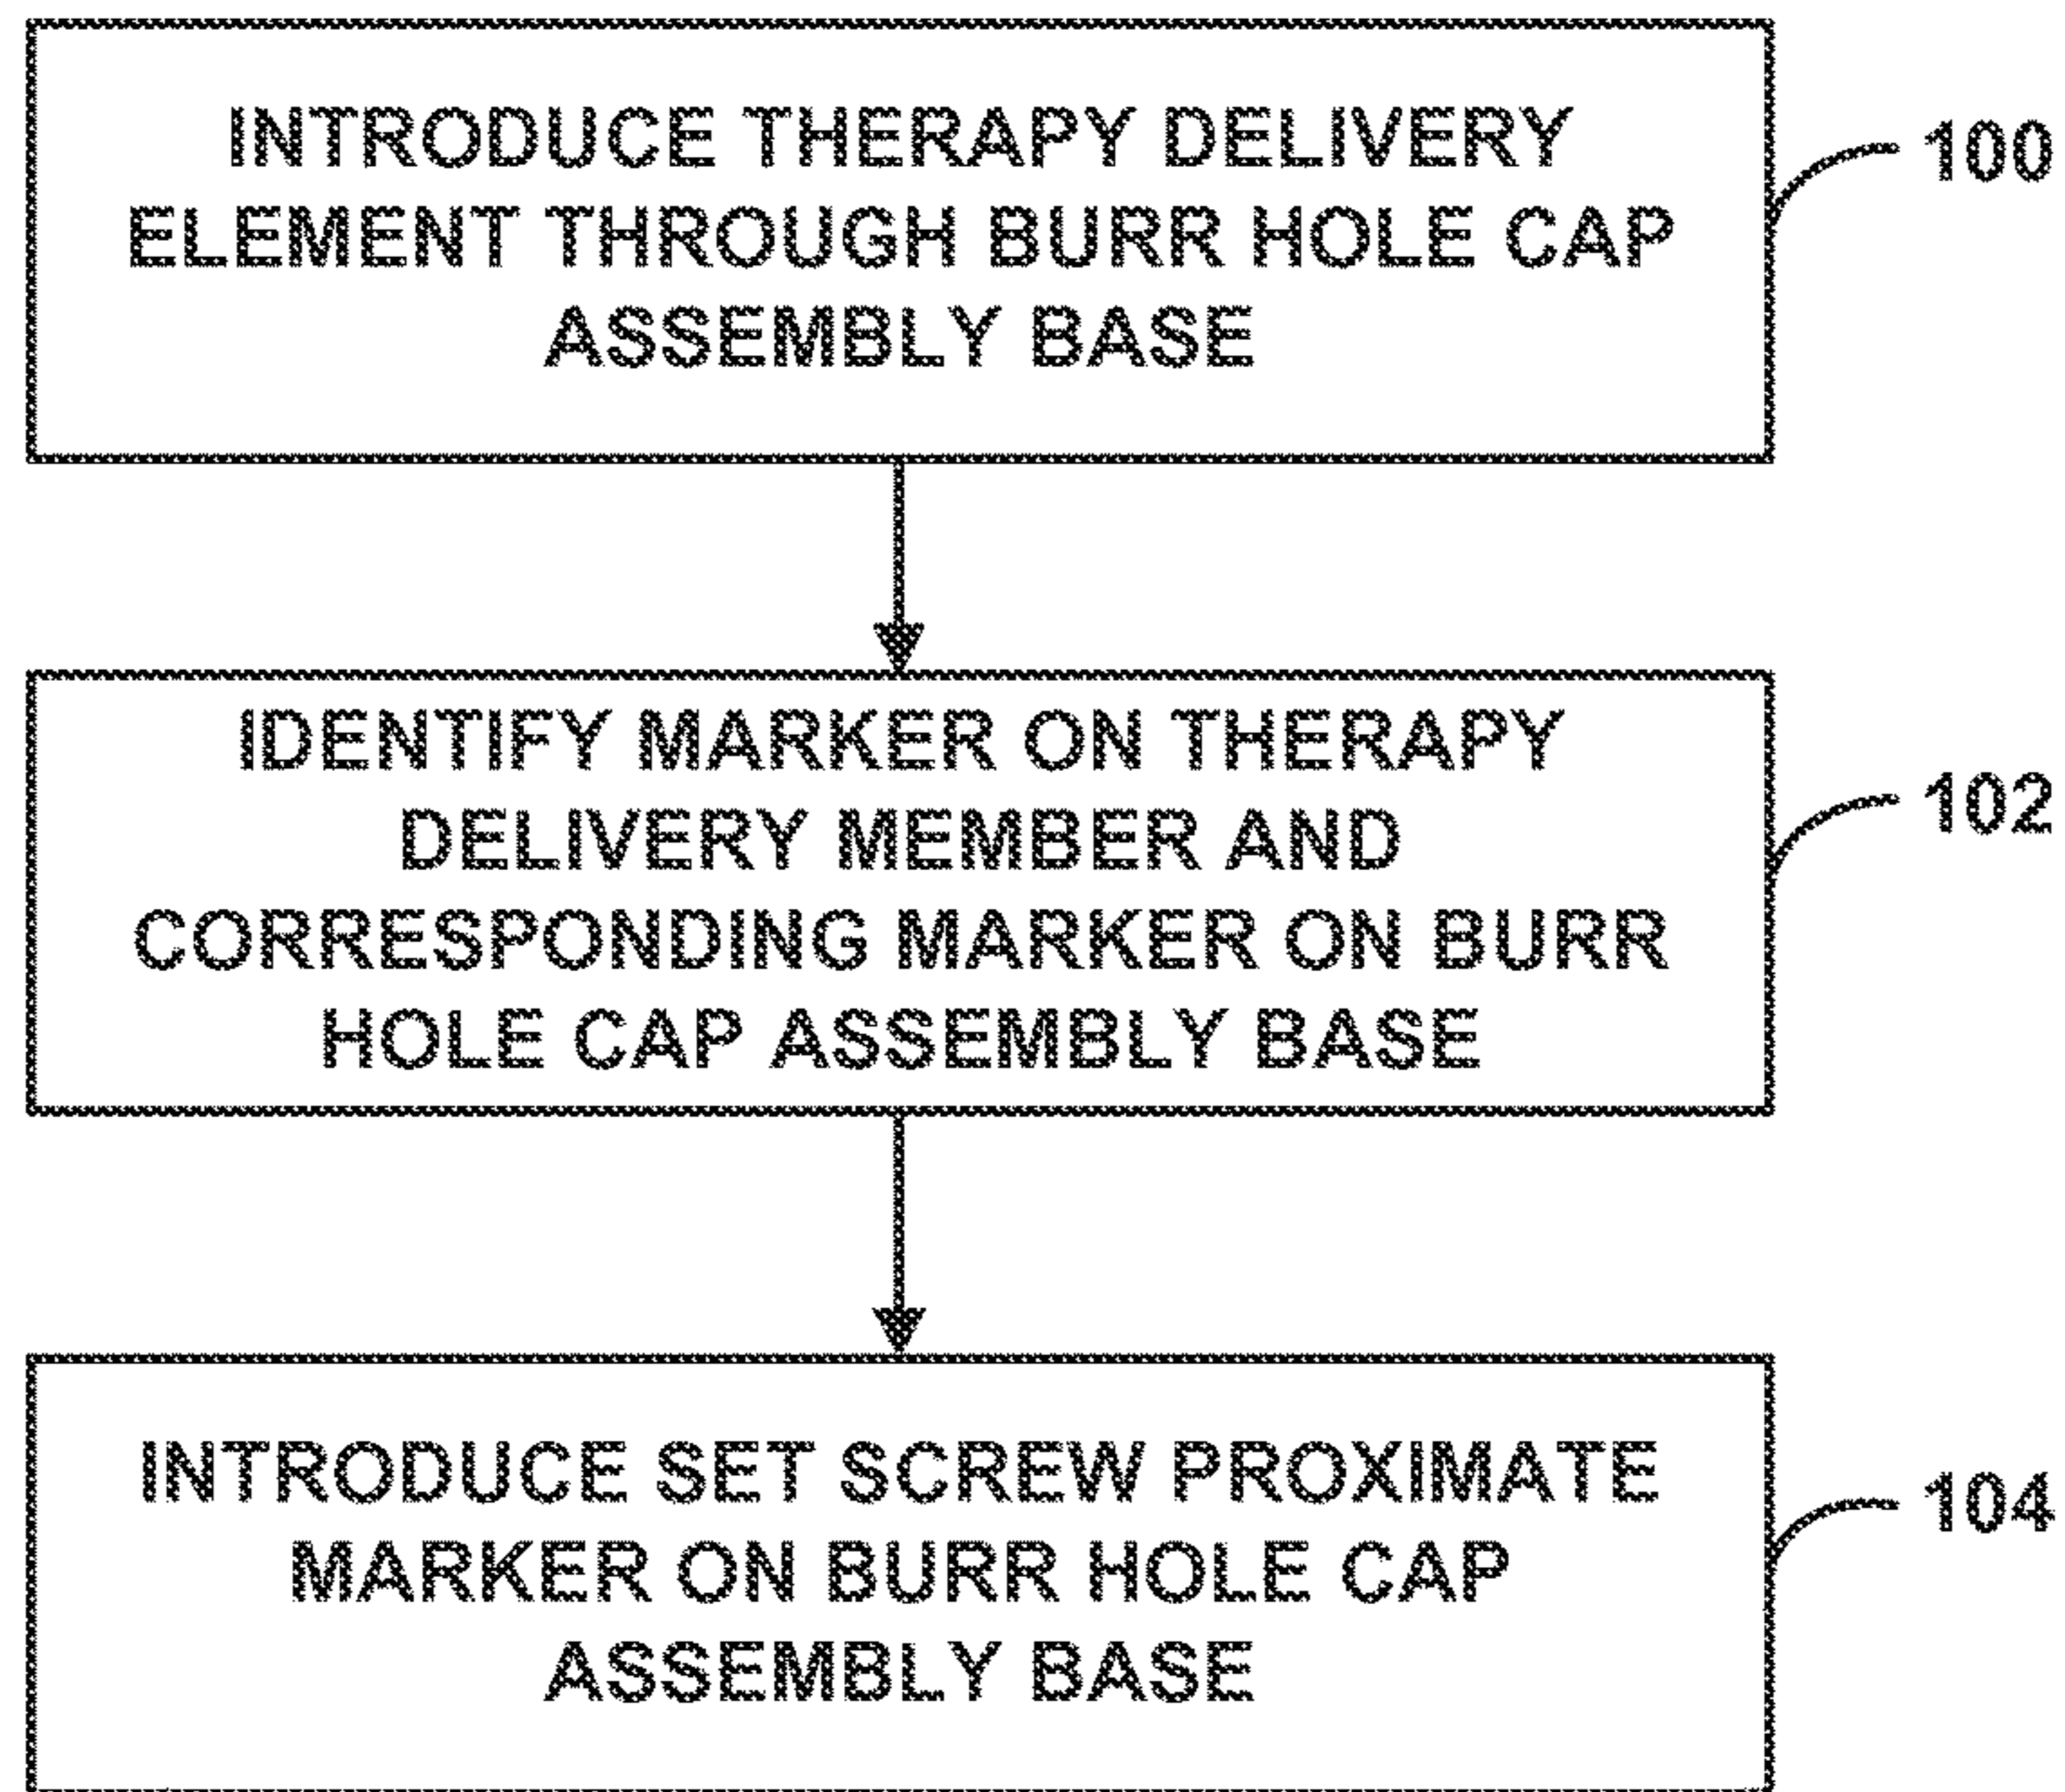 INTRODUCE THERAPY DELIVERY
ELEMENT THROUGH BURR HOLE CAP
ASSEMBLY BASE
100
IDENTIFY MARKER ON THERAPY
DELIVERY MEMBER AND
CORRESPONDING MARKER ON BURR
HOLE CAP ASSEMBLY BASE
102
INTRODUCE SET SCREW PROXIMATE
MARKER ON BURR HOLE CAP
ASSEMBLY BASE
104